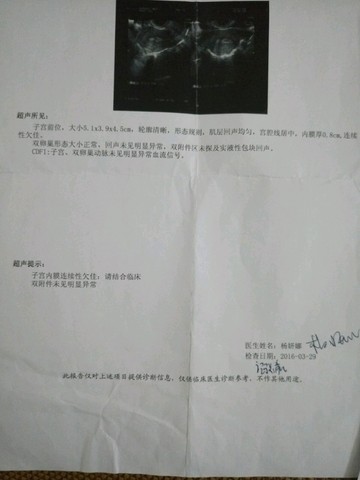 超声所见:
子宫前位，大小5.1x3.9x4.5cm，轮廓清晰，形态规则，肌层回声均匀，宫腔线居中，内膜厚0.8cm,连续
性欠佳。
双卵巢形态大小正常，回声未见明显异常，双附件区未探及实液性包块回声。
CDFI:子宫、双卵巢动脉未见明显异常血流信号。
超声提示:
子宫内膜连续性欠佳；请结合临床
双附件未见明显异常
医生姓名: 杨妍娜
检查日期: 2016-03-29
此报告仅对上述项目提供诊断信息，仅供临床医生诊断参考，不作其他用途。